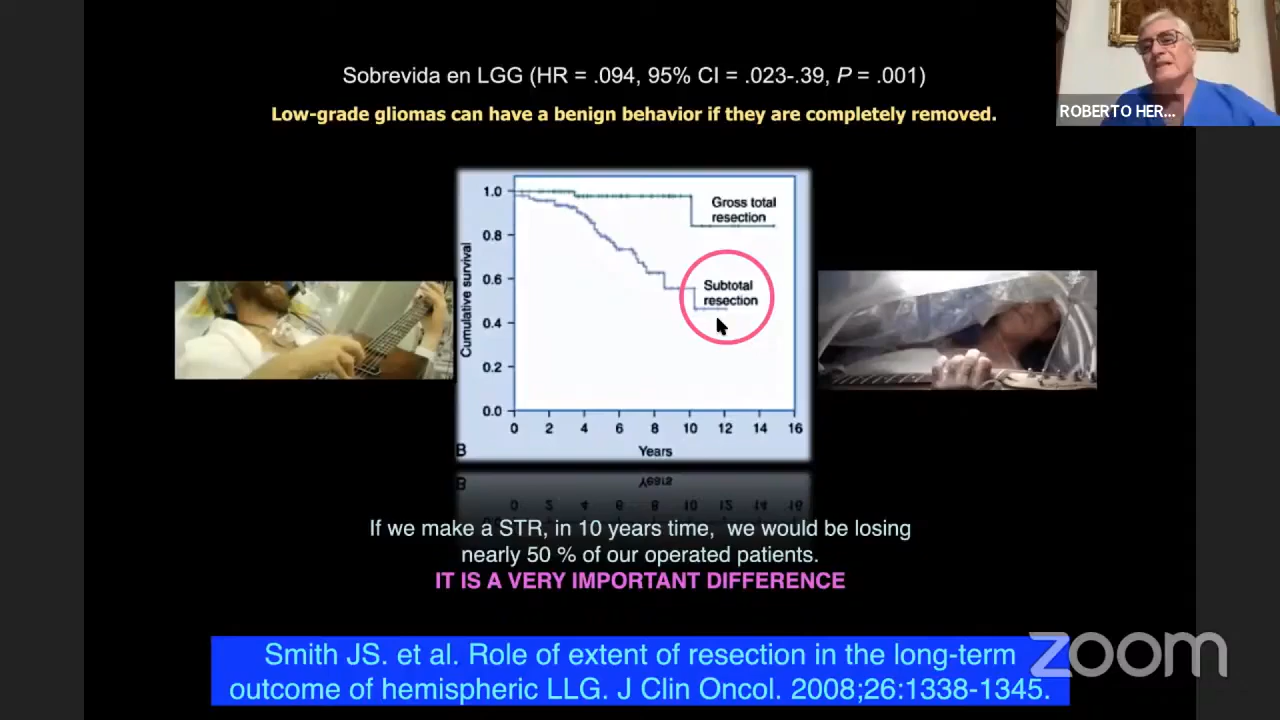 Sobrevida en LGG (HR = .094, 95% CI = .023-.39, P = .001)
Low-grade gliomas can have a benign behavior if they are completely removed.
ROBERTO HER...
Cumulative survival
1.0
0.8
0.6
0.4
0.2
0.0
Gross total
resection
Subtotal
resection
0 2 4 6 8 10 12 14 16
B
Years
If we make a STR, in 10 years time, we would be losing
nearly 50 % of our operated patients.
IT IS A VERY IMPORTANT DIFFERENCE
Smith JS. et al. Role of extent of resection in the long-term
outcome of hemispheric LLG. J Clin Oncol. 2008;26:1338-1345.
zoom